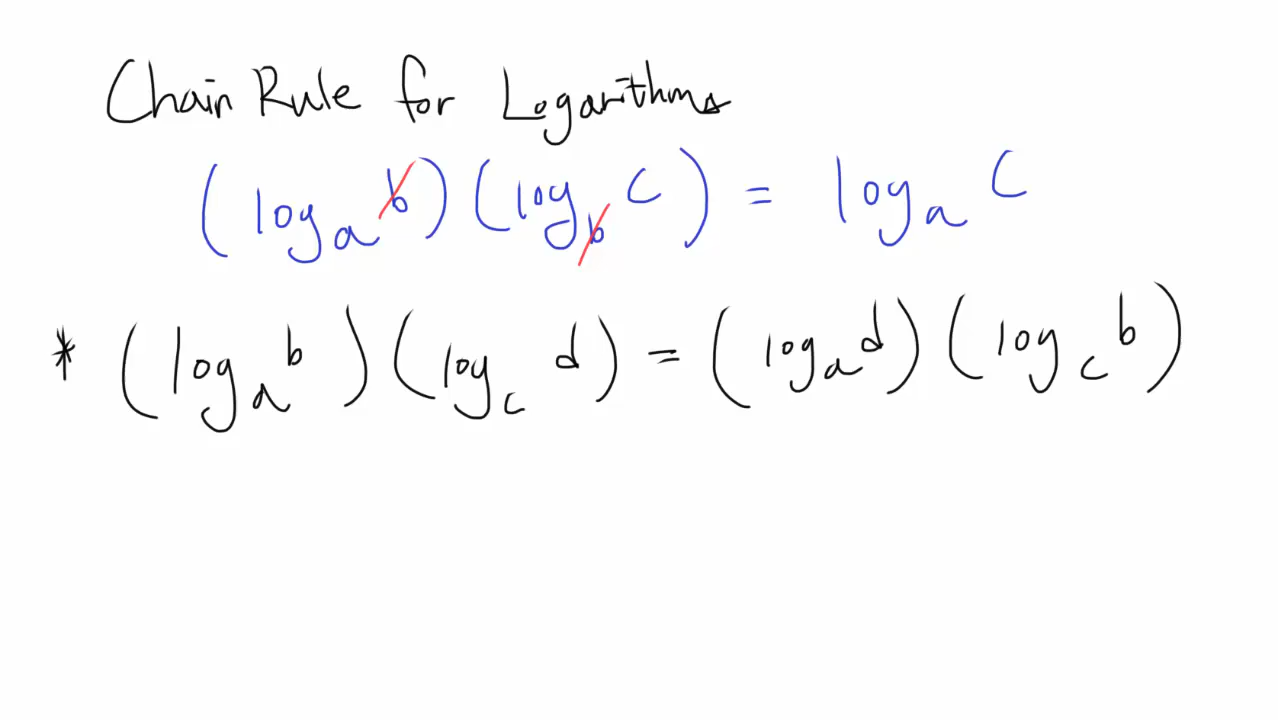 Chain Rule for Logarithms
(log_a b)(log_b c) = log_a c
* (log_a b)(log_c d) = (log_a d)(log_c b)